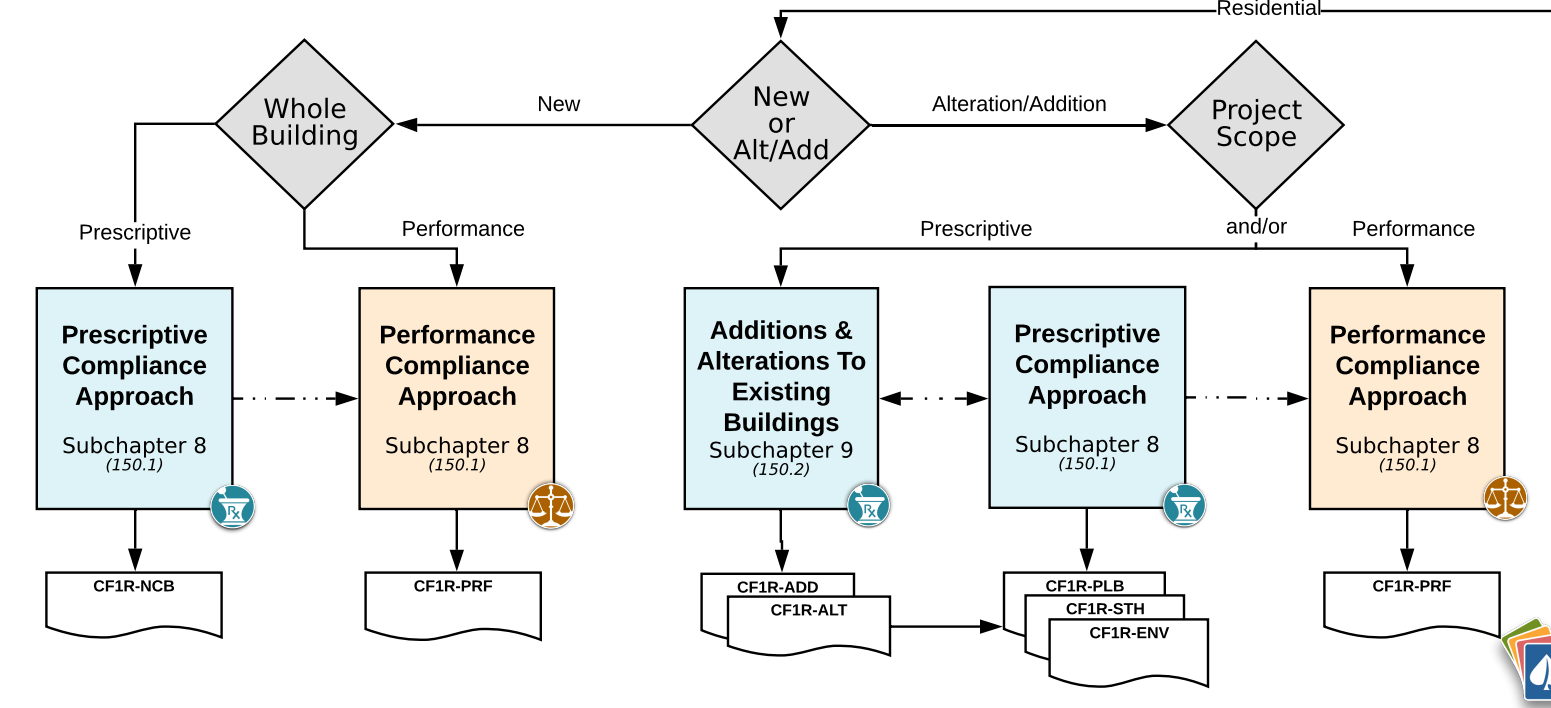 Residential
Whole
Building
New
New
or
Alt/Add
Alteration/Addition
Project
Scope
Prescriptive
Performance
Prescriptive
and/or
Performance
Prescriptive
Compliance
Approach
Subchapter 8
(150.1)
Performance
Compliance
Approach
Subchapter 8
(150.1)
Additions &
Alterations To
Existing
Buildings
Subchapter 9
(150.2)
Prescriptive
Compliance
Approach
Subchapter 8
(150.1)
Performance
Compliance
Approach
Subchapter 8
(150.1)
Rx
Rx
Rx
CF1R-NCB
CF1R-PRF
CF1R-ADD
CF1R-ALT
CF1R-PLB
CF1R-STH
CF1R-ENV
CF1R-PRF